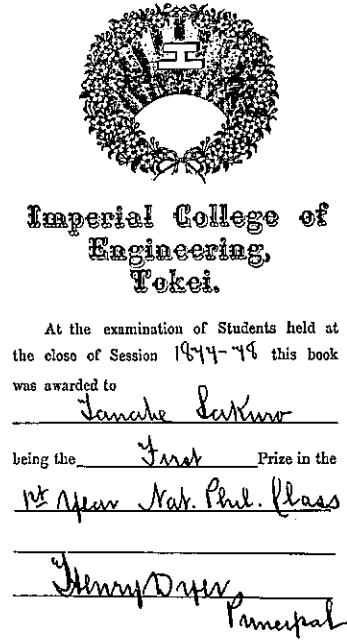 工
Imperial College of
Engineering,
Tokei.
At the examination of Students held at
the close of Session 1877-78 this book
was awarded to
Tanabe Sakuro
being the First Prize in the
1st Year Nat. Phil. Class
Henry Dyer,
Principal